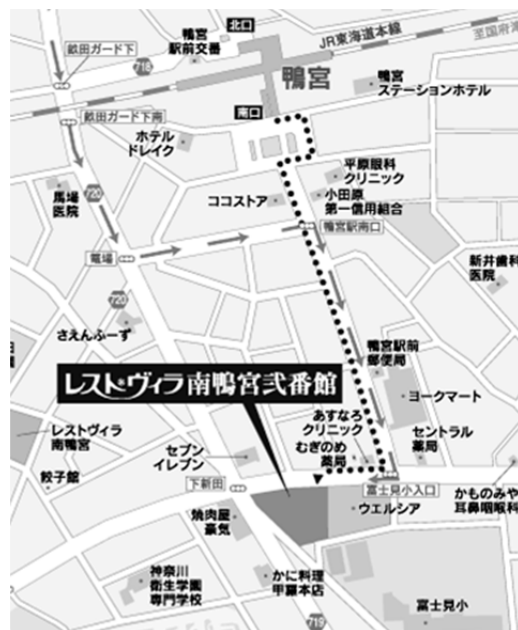 北口
JR東海道本線
至国府津
畝田ガード下
718
鴨宮
駅前交番
鴨宮
鴨宮
ステーションホテル
南口
畝田ガード下南
ホテル
ドレイク
平原眼科
クリニック
馬場
医院
720
ココストア
小田原
第一信用組合
鴨宮駅南口
竃場
新井歯科
医院
720
さえんふーず
鴨宮駅前
郵便局
レストヴィラ南鴨宮弐番館
ヨークマート
あすなろ
クリニック
レストヴィラ
南鴨宮
セブン
イレブン
むぎのめ
薬局
セントラル
薬局
餃子館
下新田
富士見小入口
かものみや
耳鼻咽喉科
焼肉屋
豪気
ウエルシア
神奈川
衛生学園
専門学校
かに料理
甲羅本店
719
富士見小